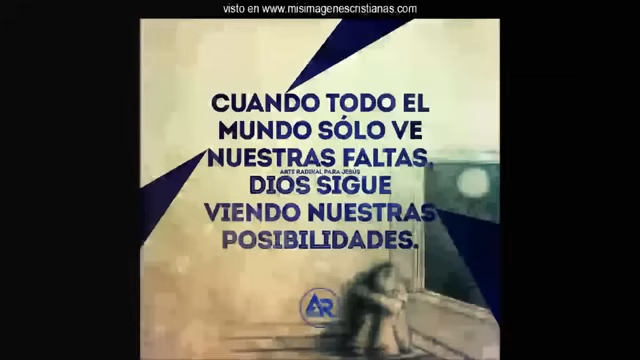 visto en www.misimagenescristianas.com
CUANDO TODO EL
MUNDO SÓLO VE
NUESTRAS FALTAS,
ARTE RADIKAL PARA JESÚS
DIOS SIGUE
VIENDO NUESTRAS
POSIBILIDADES.
AR